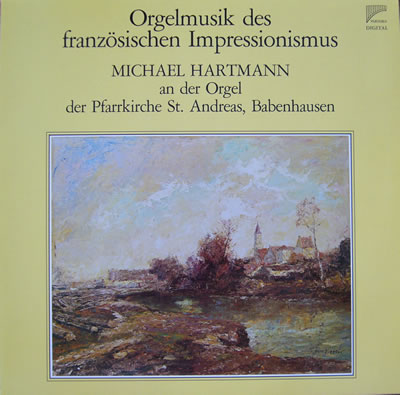 Orgelmusik des
französischen Impressionismus
MICHAEL HARTMANN
an der Orgel
der Pfarrkirche St. Andreas, Babenhausen
DIGITAL